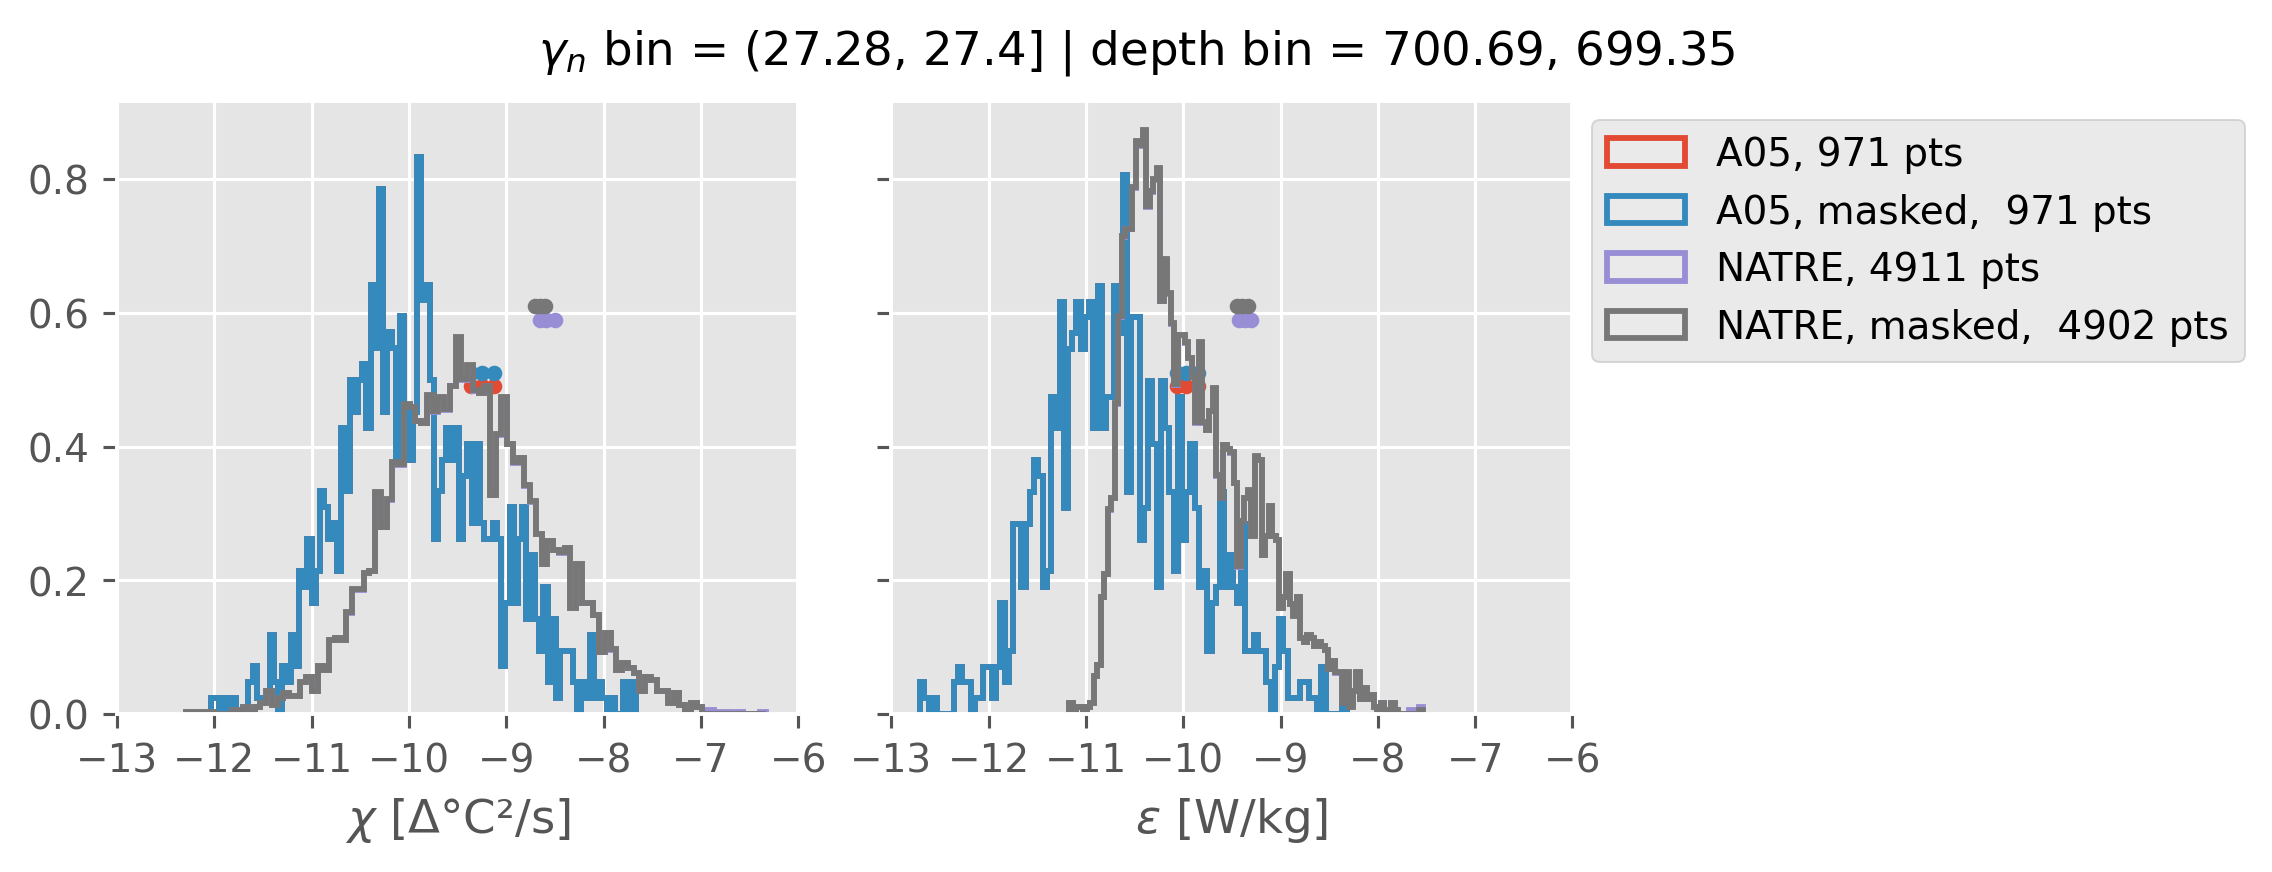 γn bin = (27.28, 27.4] | depth bin = 700.69, 699.35
0.8
0.6
0.4
0.2
0.0
−13 −12 −11 −10 −9 −8 −7 −6
χ [Δ°C²/s]
−13 −12 −11 −10 −9 −8 −7 −6
ε [W/kg]
A05, 971 pts
A05, masked,  971 pts
NATRE, 4911 pts
NATRE, masked,  4902 pts